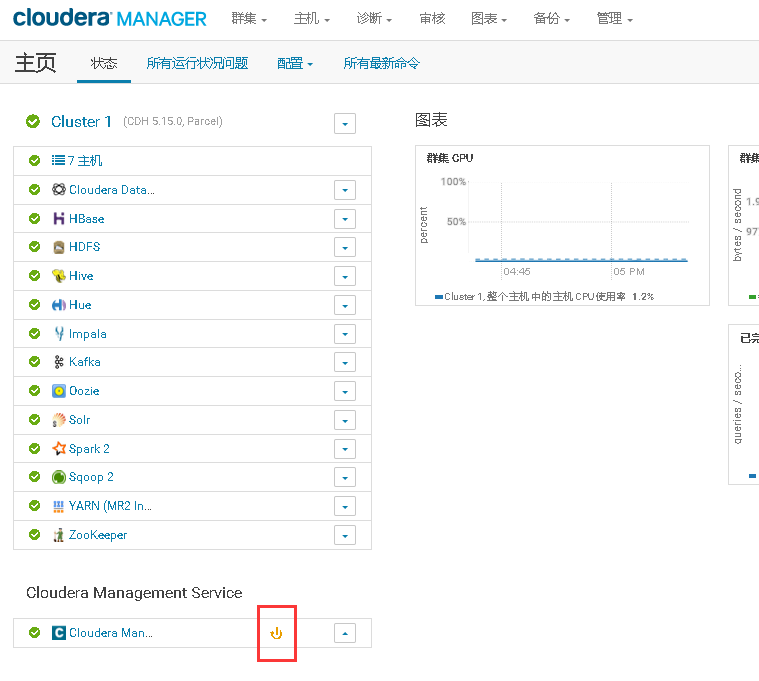 cloudera MANAGER 群集 主机 诊断 审核 图表 备份 管理
主页 状态 所有运行状况问题 配置 所有最新命令
Cluster 1 (CDH 5.15.0, Parcel)
7 主机
Cloudera Data...
HBase
HDFS
Hive
Hue
Impala
Kafka
Oozie
Solr
Spark 2
Sqoop 2
YARN (MR2 In...
ZooKeeper
Cloudera Management Service
Cloudera Man...
图表
群集 CPU
percent
100%
50%
04:45 05 PM
Cluster 1, 整个主机中的主机 CPU 使用率 1.2%
群集
bytes / second
1.9
97
已完
queries / seco...